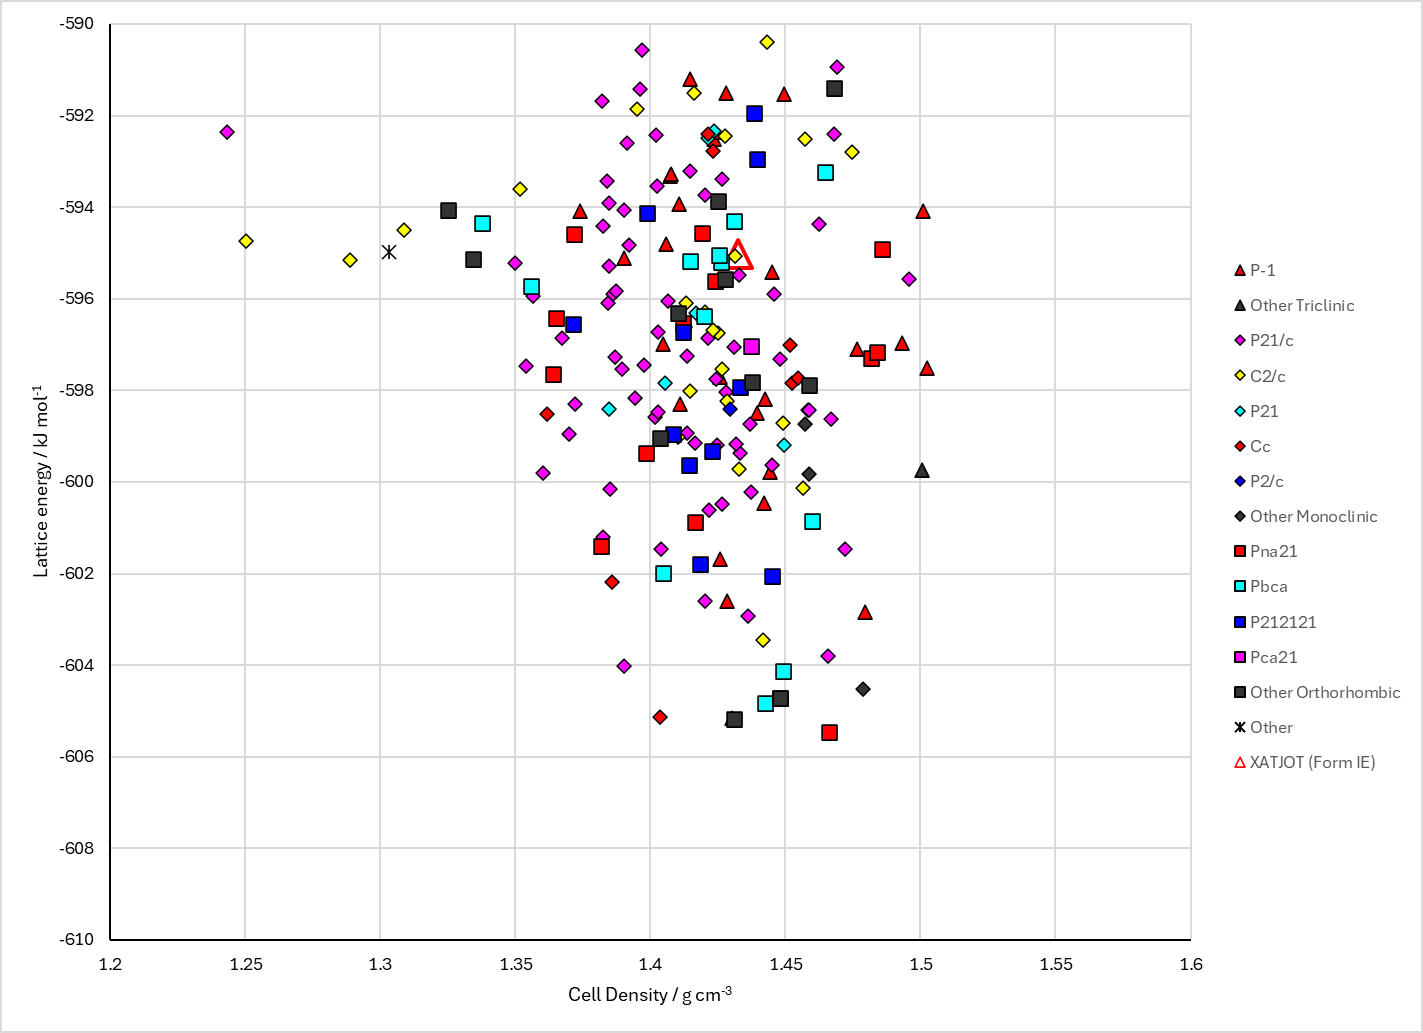 -590
-592
-594
-596
-598
-600
-602
-604
-606
-608
-610
Lattice energy / kJ mol-1
1.2 1.25 1.3 1.35 1.4 1.45 1.5 1.55 1.6
Cell Density / g cm-3
P-1
Other Triclinic
P21/c
C2/c
P21
Cc
P2/c
Other Monoclinic
Pna21
Pbca
P212121
Pca21
Other Orthorhombic
Other
XATJOT (Form IE)